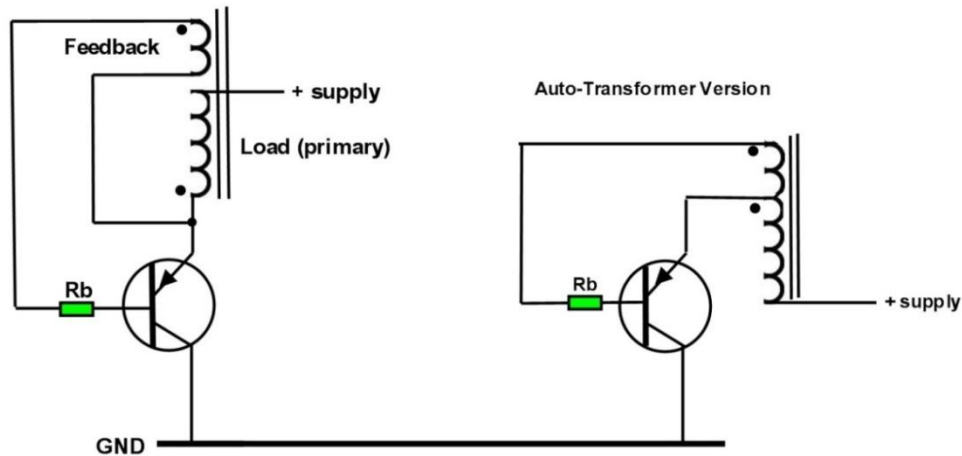 Feedback
+ supply
Load (primary)
Rb
GND
Auto-Transformer Version
Rb
+ supply